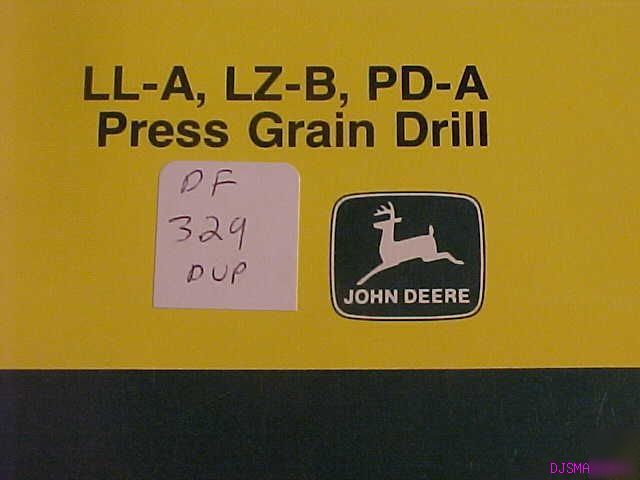 LL-A, LZ-B, PD-A
Press Grain Drill
DF
329
DUP
JOHN DEERE
DJSMA